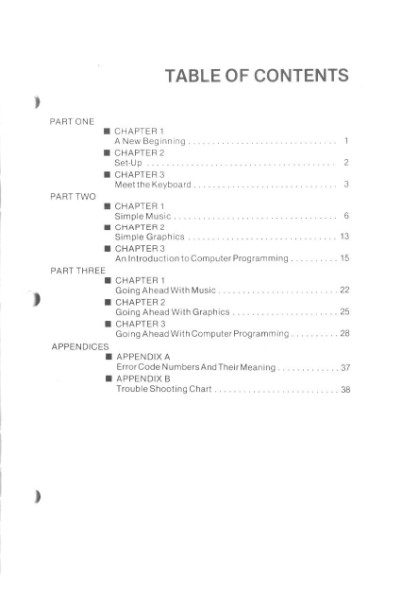 TABLE OF CONTENTS
PART ONE
■ CHAPTER 1
A New Beginning . . . . . . . . . . . . . . . . . . . . . . . . . . . . . . . 1
■ CHAPTER 2
Set-Up . . . . . . . . . . . . . . . . . . . . . . . . . . . . . . . . . . . . . . . 2
■ CHAPTER 3
Meet the Keyboard . . . . . . . . . . . . . . . . . . . . . . . . . . . . . . 3
PART TWO
■ CHAPTER 1
Simple Music . . . . . . . . . . . . . . . . . . . . . . . . . . . . . . . . . . 6
■ CHAPTER 2
Simple Graphics . . . . . . . . . . . . . . . . . . . . . . . . . . . . . . . 13
■ CHAPTER 3
An Introduction to Computer Programming . . . . . . . . . . 15
PART THREE
■ CHAPTER 1
Going Ahead With Music . . . . . . . . . . . . . . . . . . . . . . . . . 22
■ CHAPTER 2
Going Ahead With Graphics . . . . . . . . . . . . . . . . . . . . . . 25
■ CHAPTER 3
Going Ahead With Computer Programming . . . . . . . . . . 28
APPENDICES
■ APPENDIX A
Error Code Numbers And Their Meaning . . . . . . . . . . . . . 37
■ APPENDIX B
Trouble Shooting Chart . . . . . . . . . . . . . . . . . . . . . . . . . . 38